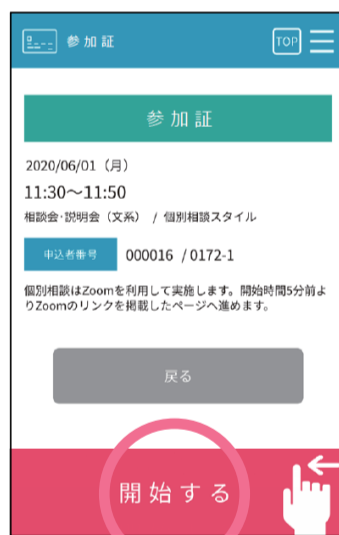 参加証 TOP
参加証
2020/06/01（月）
11:30〜11:50
相談会･説明会（文系） / 個別相談スタイル
申込者番号 000016 / 0172-1
個別相談はZoomを利用して実施します。開始時間5分前よ
りZoomのリンクを掲載したページへ進めます。
戻る
開始する